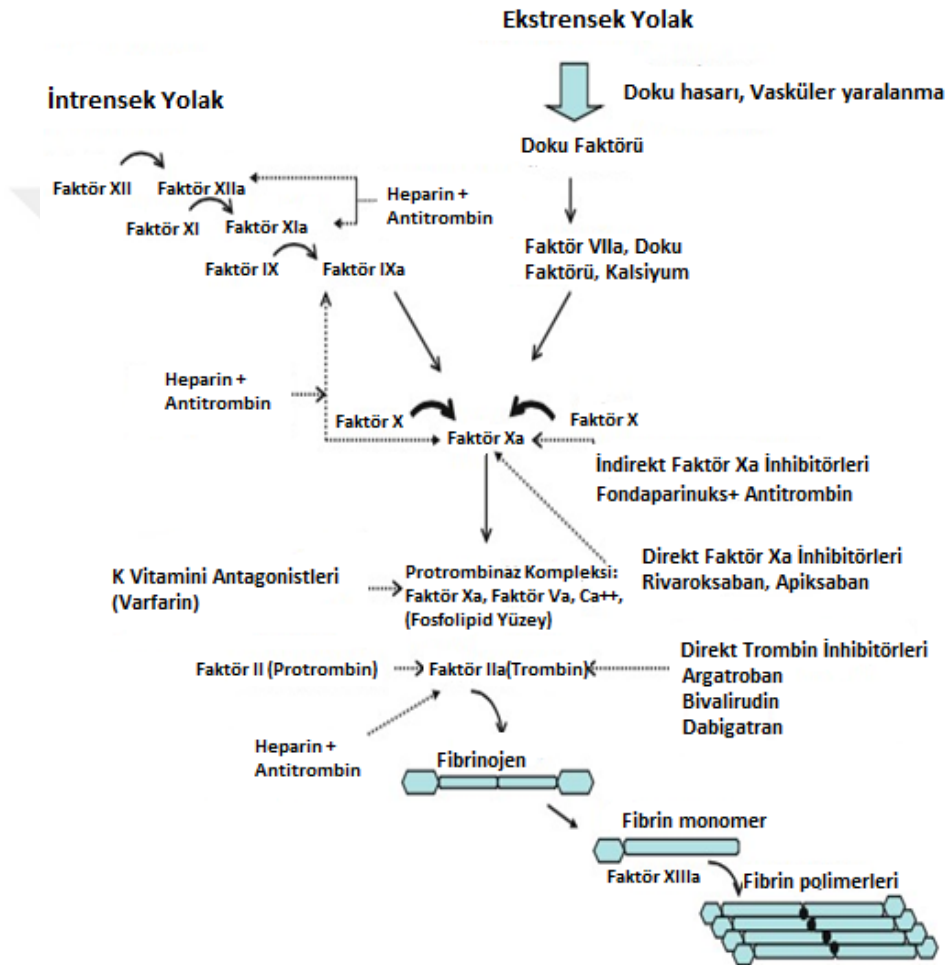 Ekstrensek Yolak
İntrensek Yolak
Doku hasarı, Vasküler yaralanma
Doku Faktörü
Faktör XII
Faktör XIIa
Heparin +
Antitrombin
Faktör XI
Faktör XIa
Faktör VIIa, Doku
Faktörü, Kalsiyum
Faktör IX
Faktör IXa
Heparin +
Antitrombin
Faktör X
Faktör X
Faktör Xa
İndirekt Faktör Xa İnhibitörleri
Fondaparinuks+ Antitrombin
Direkt Faktör Xa İnhibitörleri
Rivaroksaban, Apiksaban
K Vitamini Antagonistleri
(Varfarin)
Protrombinaz Kompleksi:
Faktör Xa, Faktör Va, Ca++,
(Fosfolipid Yüzey)
Faktör II (Protrombin)
Faktör IIa(Trombin)
Direkt Trombin İnhibitörleri
Argatroban
Bivalirudin
Dabigatran
Heparin +
Antitrombin
Fibrinojen
Fibrin monomer
Faktör XIIIa
Fibrin polimerleri